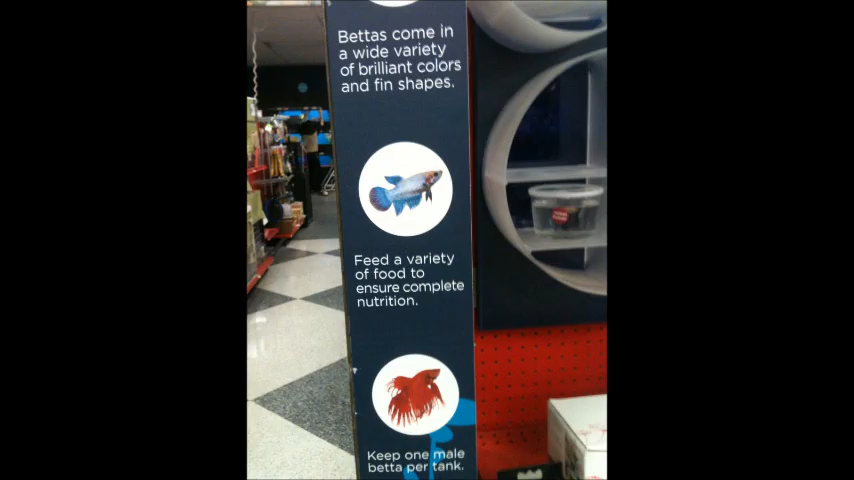 Bettas come in
a wide variety
of brilliant colors
and fin shapes.
Feed a variety
of food to
ensure complete
nutrition.
Keep one male
betta per tank.